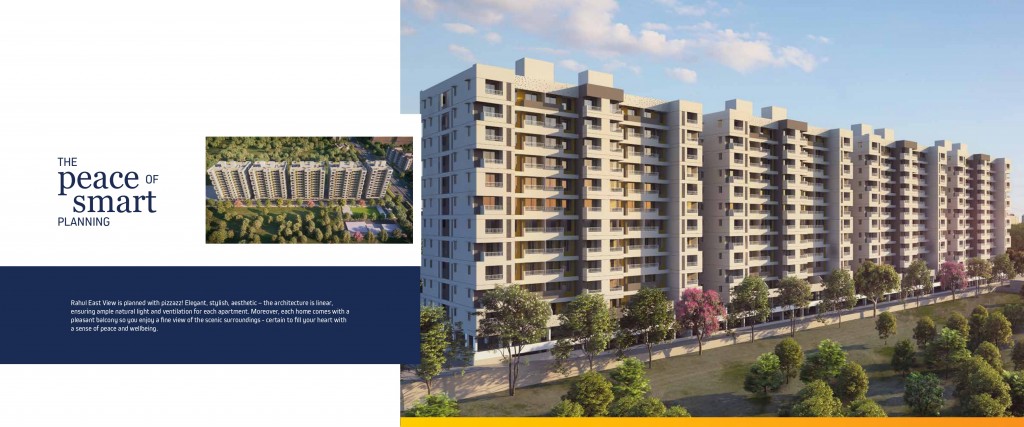 THE
peace OF
smart
PLANNING
Rahul East View is planned with pizzazz! Elegant, stylish, aesthetic – the architecture is linear,
ensuring ample natural light and ventilation for each apartment. Moreover, each home comes with a
pleasant balcony so you enjoy a fine view of the scenic surroundings - certain to fill your heart with
a sense of peace and wellbeing.